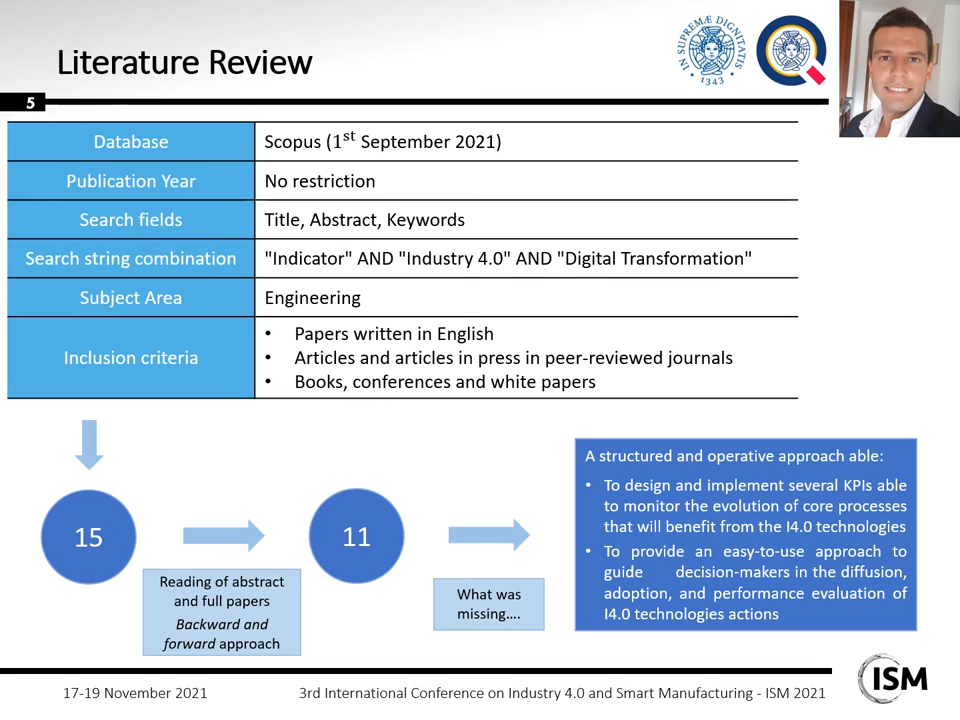 Literature Review
IN SUPREMÆ DIGNITATIS
1343
5
Database
Scopus (1st September 2021)
Publication Year
No restriction
Search fields
Title, Abstract, Keywords
Search string combination
"Indicator" AND "Industry 4.0" AND "Digital Transformation"
Subject Area
Engineering
Inclusion criteria
• Papers written in English
• Articles and articles in press in peer-reviewed journals
• Books, conferences and white papers
15
Reading of abstract
and full papers
Backward and
forward approach
11
What was
missing....
A structured and operative approach able:
• To design and implement several KPIs able
to monitor the evolution of core processes
that will benefit from the I4.0 technologies
• To provide an easy-to-use approach to
guide decision-makers in the diffusion,
adoption, and performance evaluation of
I4.0 technologies actions
17-19 November 2021
3rd International Conference on Industry 4.0 and Smart Manufacturing - ISM 2021
ISM